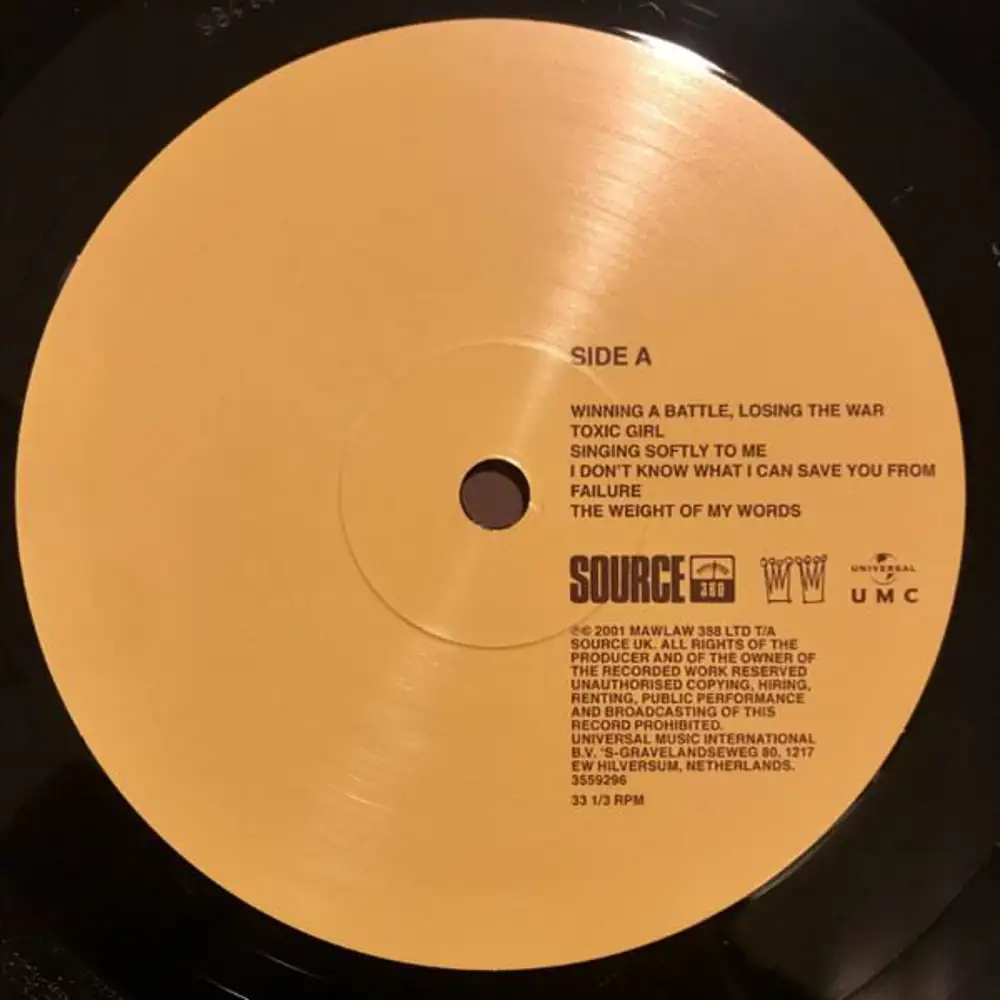 SIDE A
WINNING A BATTLE, LOSING THE WAR
TOXIC GIRL
SINGING SOFTLY TO ME
I DON'T KNOW WHAT I CAN SAVE YOU FROM
FAILURE
THE WEIGHT OF MY WORDS
SOURCE 360
UNIVERSAL
UMC
℗© 2001 MAWLAW 388 LTD T/A
SOURCE UK. ALL RIGHTS OF THE
PRODUCER AND OF THE OWNER OF
THE RECORDED WORK RESERVED
UNAUTHORISED COPYING, HIRING,
RENTING, PUBLIC PERFORMANCE
AND BROADCASTING OF THIS
RECORD PROHIBITED.
UNIVERSAL MUSIC INTERNATIONAL
B.V. 'S-GRAVELANDSEWEG 80, 1217
EW HILVERSUM, NETHERLANDS.
3559296
33 1/3 RPM